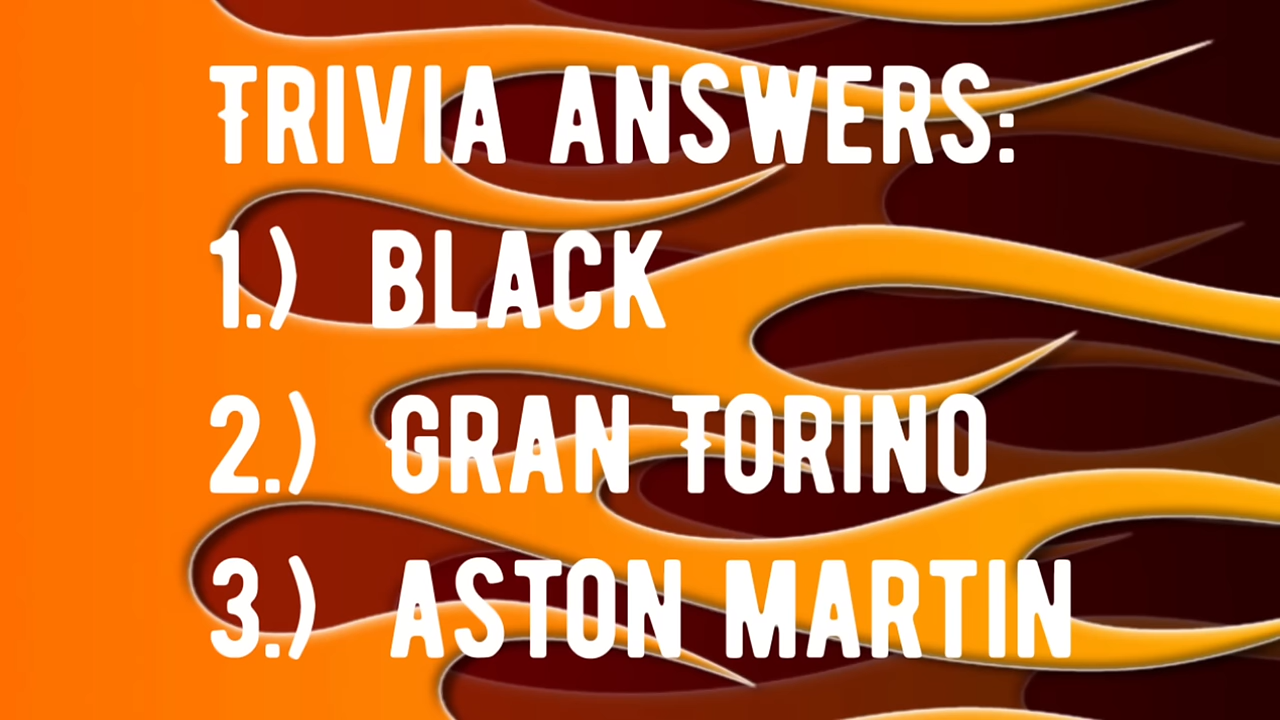 TRIVIA ANSWERS:
1.) BLACK
2.) GRAN TORINO
3.) ASTON MARTIN